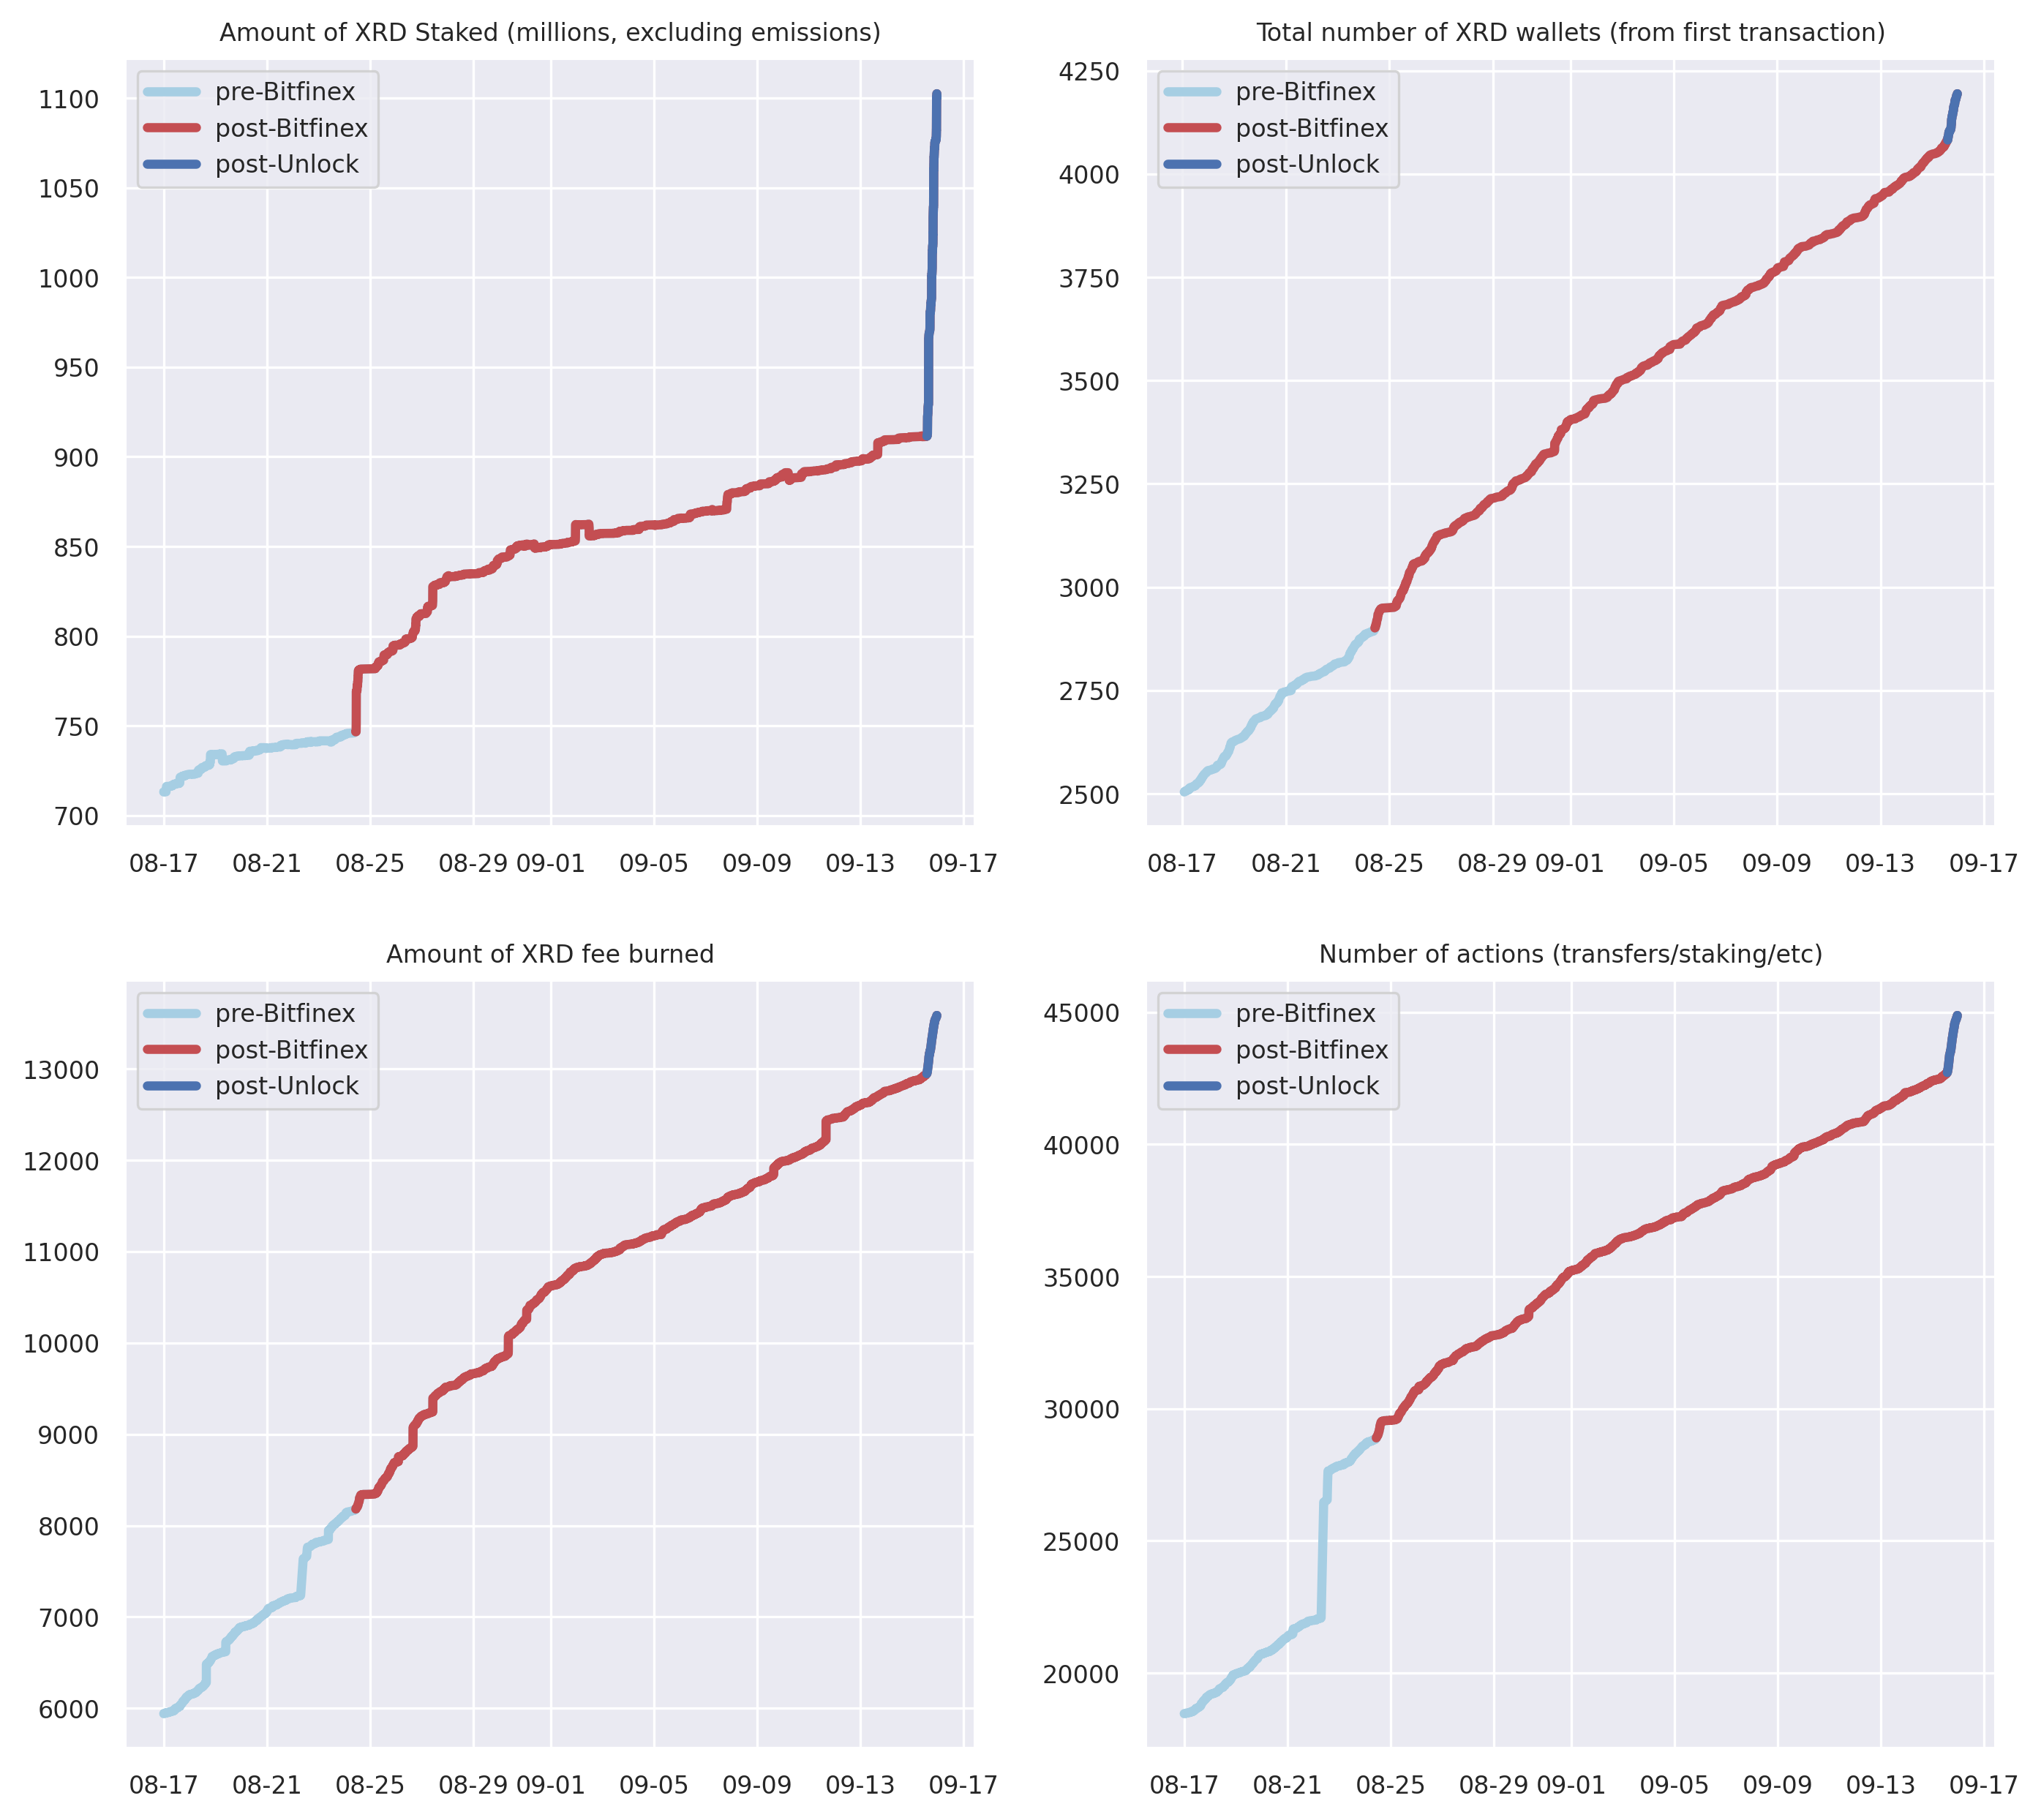 Amount of XRD Staked (millions, excluding emissions)
pre-Bitfinex
post-Bitfinex
post-Unlock
1100
1050
1000
950
900
850
800
750
700
08-17 08-21 08-25 08-29 09-01 09-05 09-09 09-13 09-17
Total number of XRD wallets (from first transaction)
pre-Bitfinex
post-Bitfinex
post-Unlock
4250
4000
3750
3500
3250
3000
2750
2500
08-17 08-21 08-25 08-29 09-01 09-05 09-09 09-13 09-17
Amount of XRD fee burned
pre-Bitfinex
post-Bitfinex
post-Unlock
13000
12000
11000
10000
9000
8000
7000
6000
08-17 08-21 08-25 08-29 09-01 09-05 09-09 09-13 09-17
Number of actions (transfers/staking/etc)
pre-Bitfinex
post-Bitfinex
post-Unlock
45000
40000
35000
30000
25000
20000
08-17 08-21 08-25 08-29 09-01 09-05 09-09 09-13 09-17